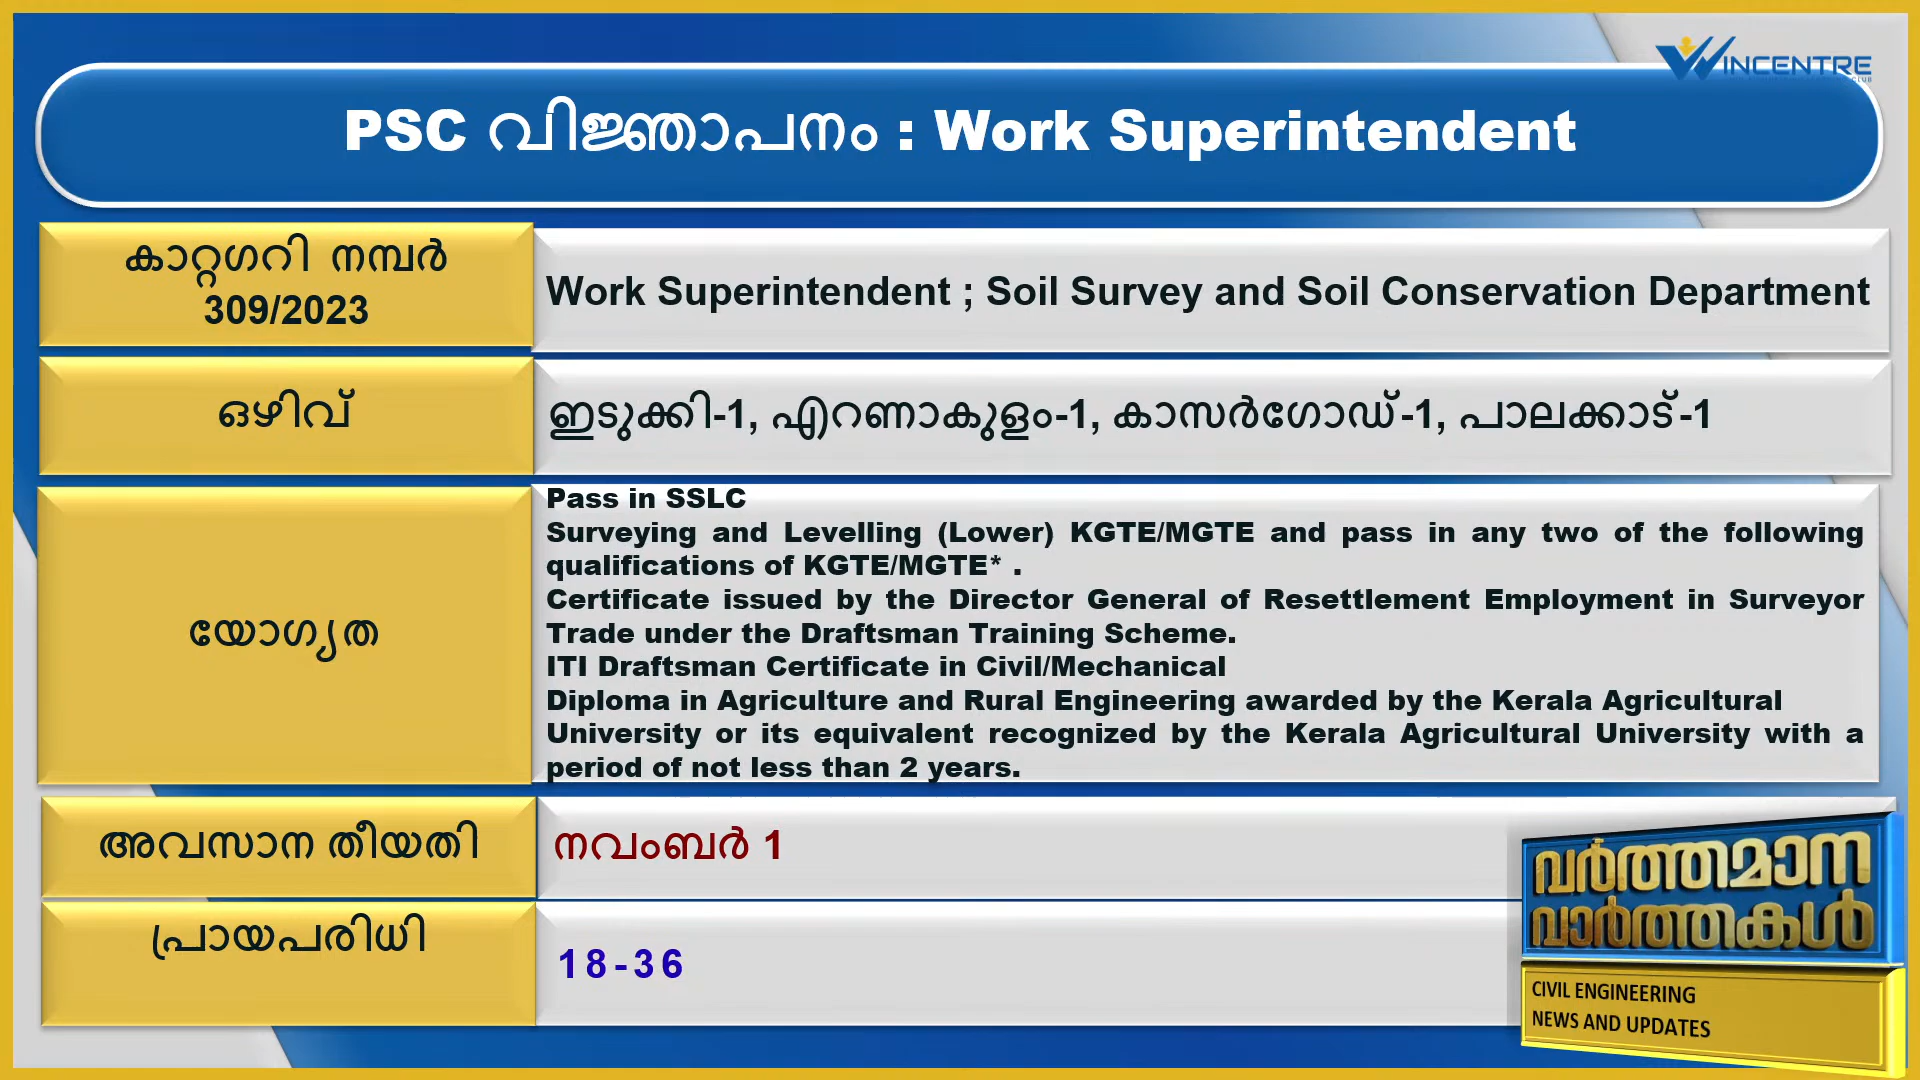 WINCENTRE
PSC വിജ്ഞാപനം : Work Superintendent
കാറ്റഗറി നമ്പർ
309/2023
Work Superintendent ; Soil Survey and Soil Conservation Department
ഒഴിവ്
ഇടുക്കി-1, എറണാകുളം-1, കാസർഗോഡ്-1, പാലക്കാട്-1
യോഗ്യത
Pass in SSLC
Surveying and Levelling (Lower) KGTE/MGTE and pass in any two of the following
qualifications of KGTE/MGTE* .
Certificate issued by the Director General of Resettlement Employment in Surveyor
Trade under the Draftsman Training Scheme.
ITI Draftsman Certificate in Civil/Mechanical
Diploma in Agriculture and Rural Engineering awarded by the Kerala Agricultural
University or its equivalent recognized by the Kerala Agricultural University with a
period of not less than 2 years.
അവസാന തീയതി
നവംബർ 1
പ്രായപരിധി
18-36
വർത്തമാന
വാർത്തകൾ
CIVIL ENGINEERING
NEWS AND UPDATES